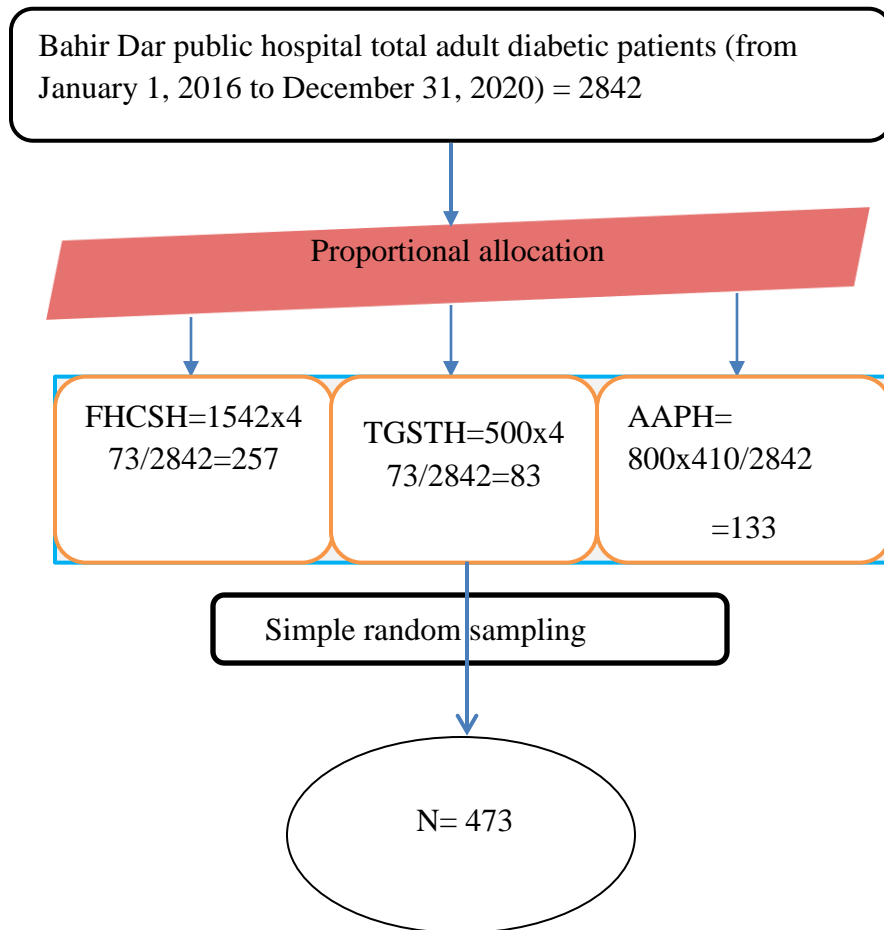 Bahir Dar public hospital total adult diabetic patients (from
January 1, 2016 to December 31, 2020) = 2842
Proportional allocation
FHCSH=1542x4
73/2842=257
TGSTH=500x4
73/2842=83
AAPH=
800x410/2842
=133
Simple random sampling
N= 473